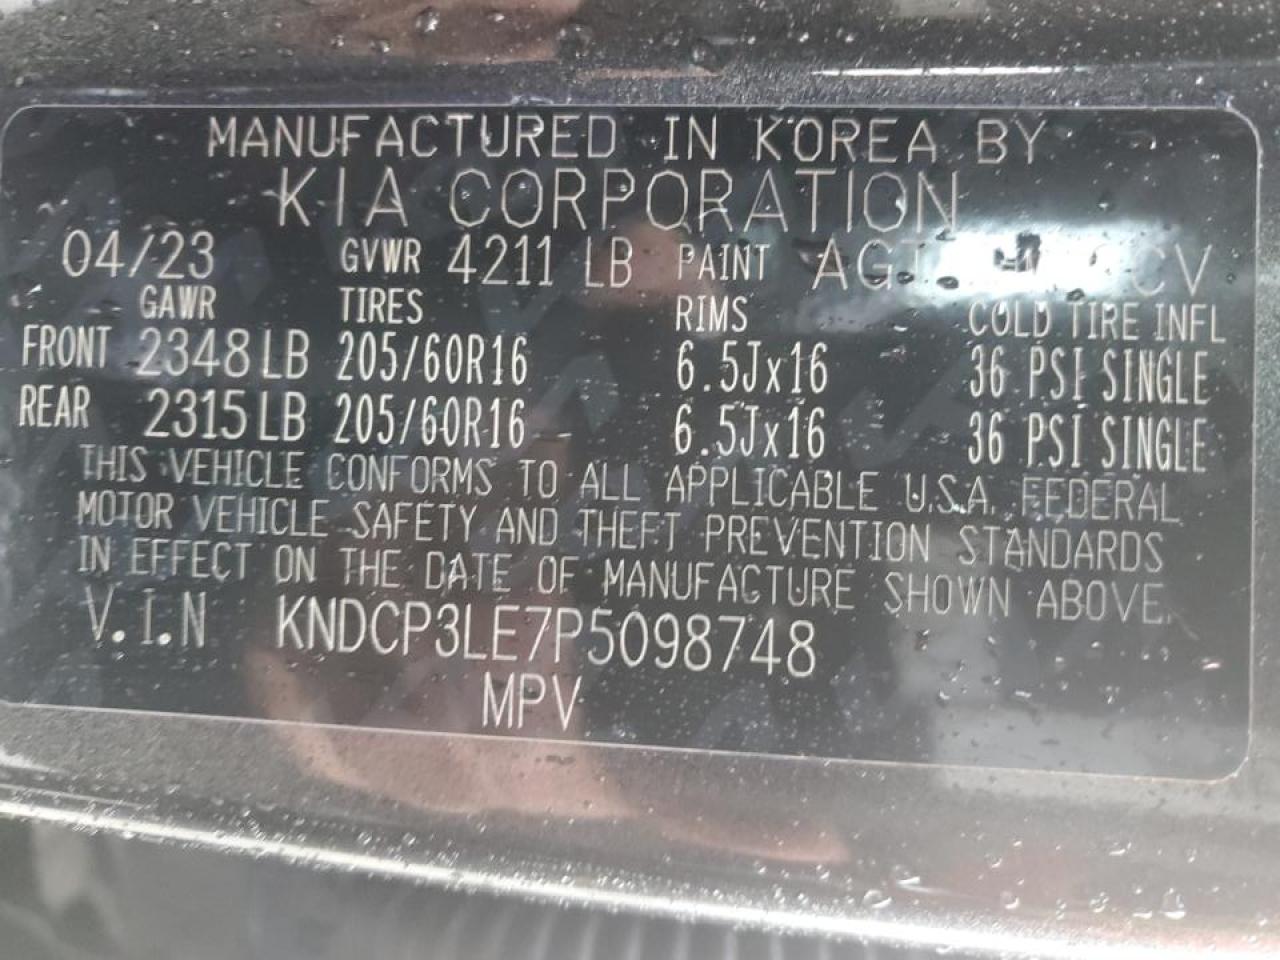 MANUFACTURED IN KOREA BY
KIA CORPORATION
04/23 GVWR 4211 LB PAINT
GAWR TIRES RIMS COLD TIRE INFL
FRONT 2348 LB 205/60R16 6.5Jx16 36 PSI SINGLE
REAR 2315 LB 205/60R16 6.5Jx16 36 PSI SINGLE
THIS VEHICLE CONFORMS TO ALL APPLICABLE U.S.A. FEDERAL
MOTOR VEHICLE SAFETY AND THEFT PREVENTION STANDARDS
IN EFFECT ON THE DATE OF MANUFACTURE SHOWN ABOVE.
V.I.N KNDCP3LE7P5098748
MPV